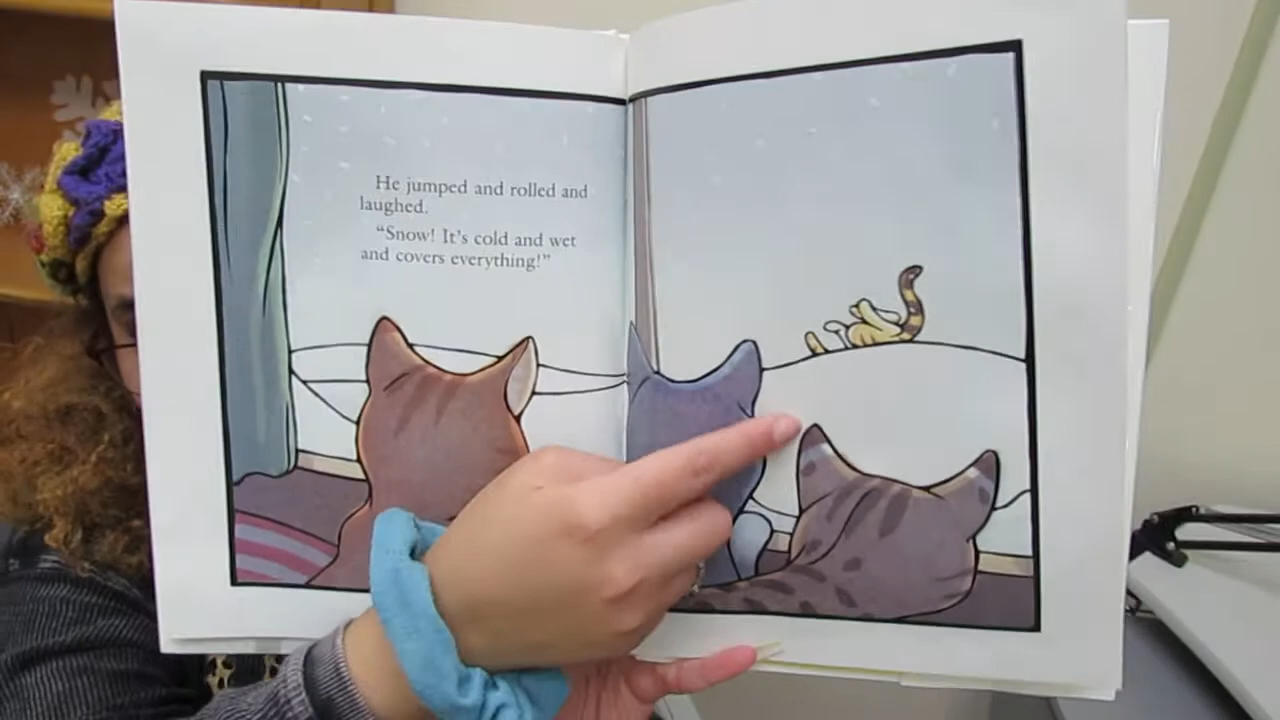 He jumped and rolled and
laughed.
"Snow! It's cold and wet
and covers everything!"